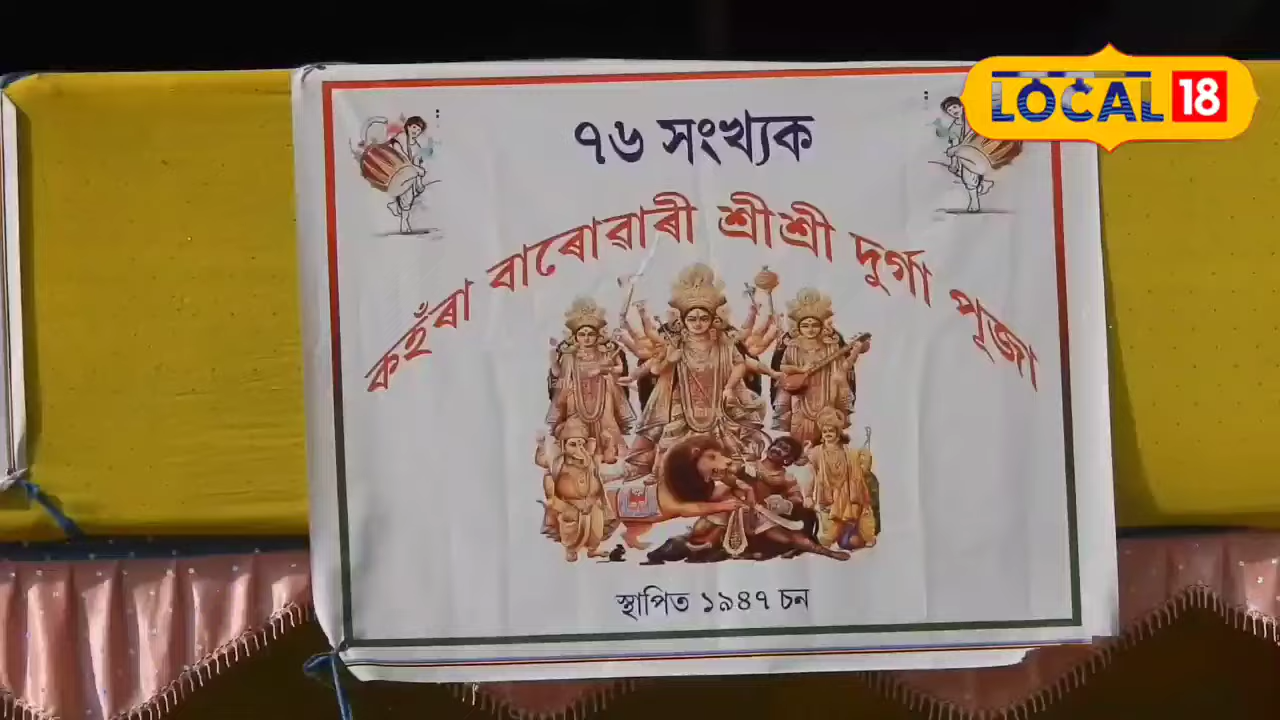 LOCAL 18
৭৬ সংখ্যক
কহঁৰা বাৰোৱাৰী শ্ৰীশ্ৰী দুৰ্গা পূজা
স্থাপিত ১৯৪৭ চন